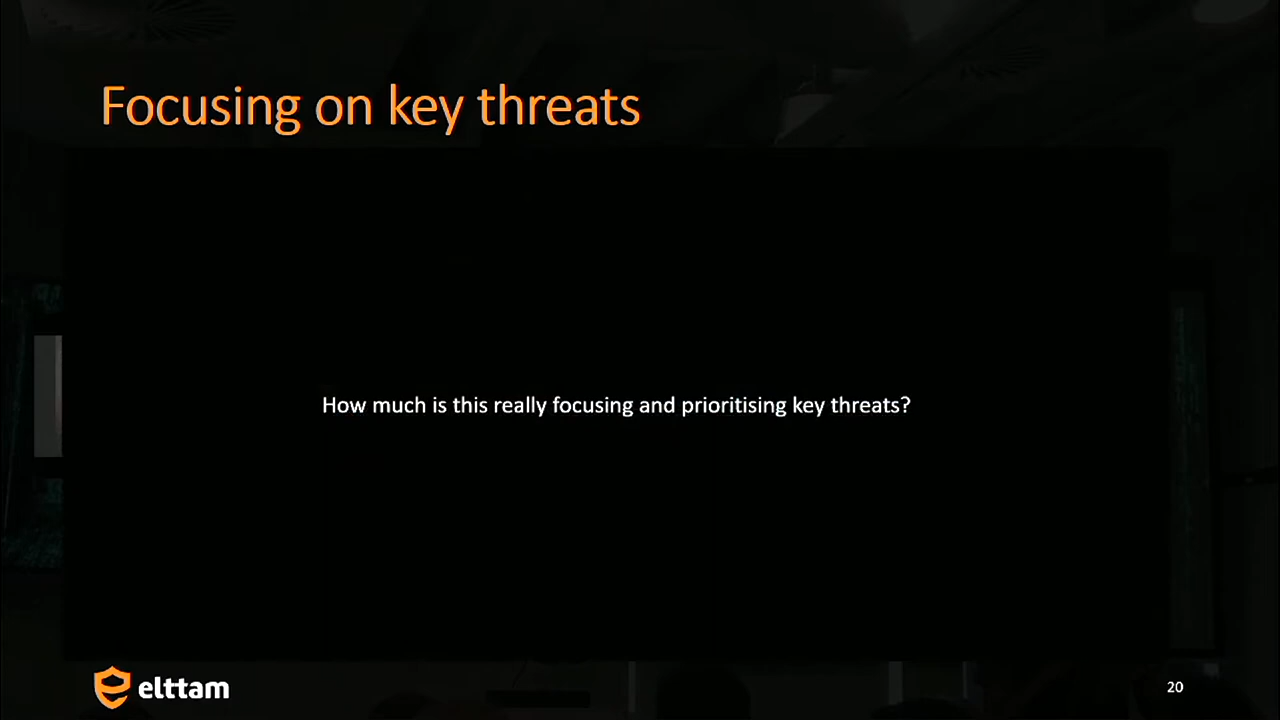 Focusing on key threats
How much is this really focusing and prioritising key threats?
elttam
20